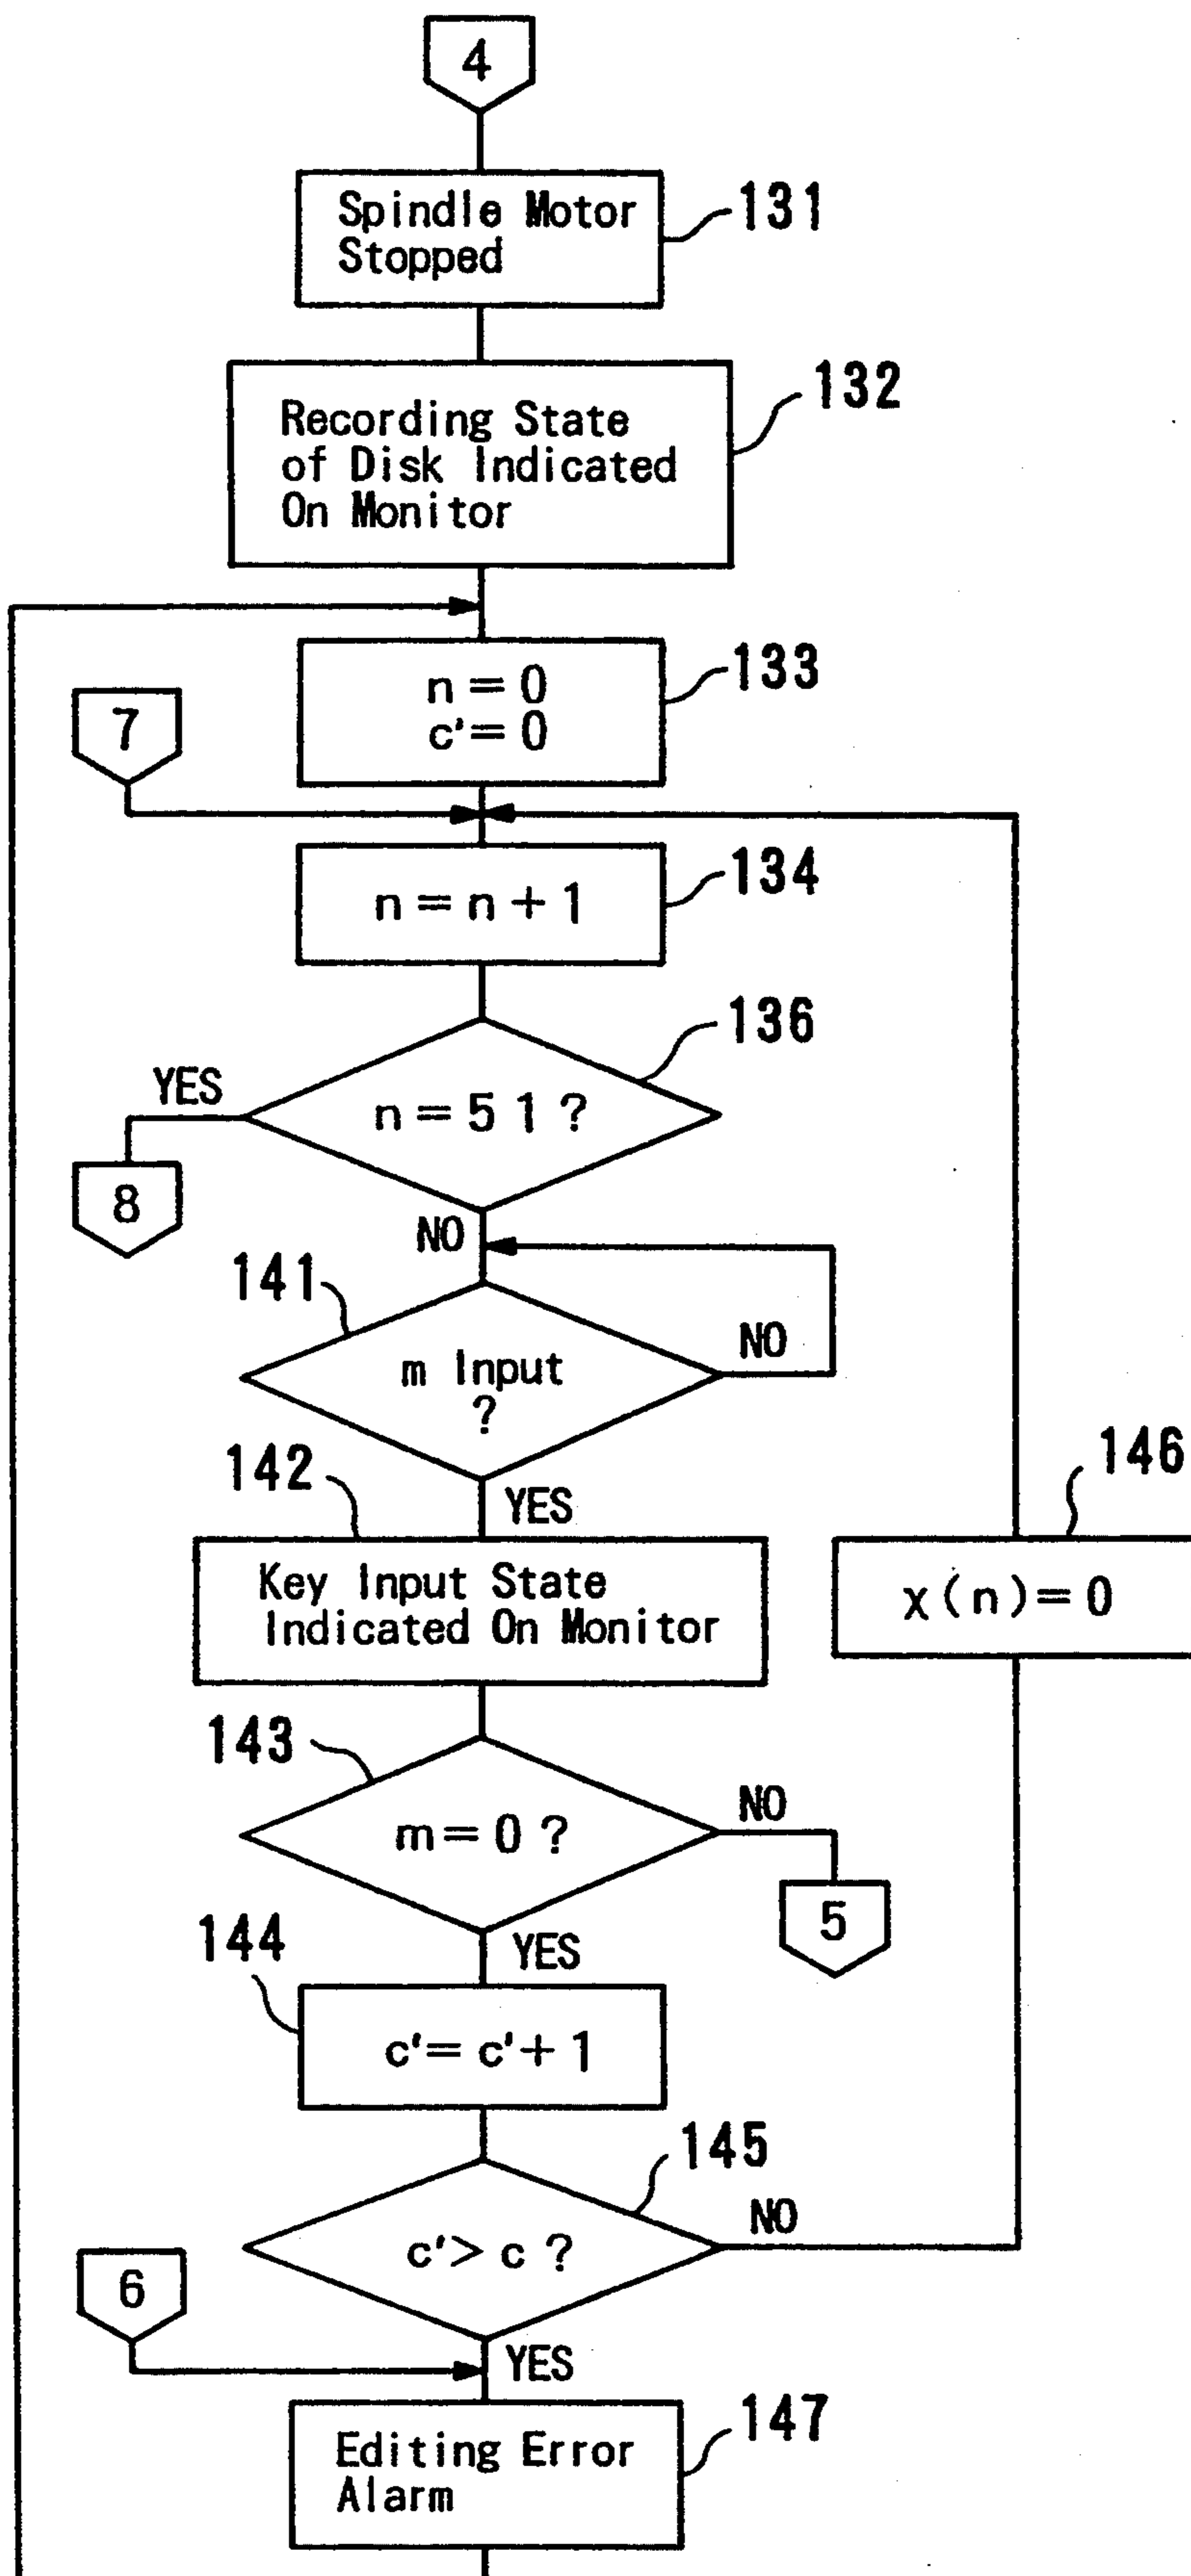 4
Spindle Motor
Stopped
131
Recording State
of Disk Indicated
On Monitor
132
n = 0
c' = 0
133
7
n = n + 1
134
136
YES
n = 5 1 ?
8
NO
141
m Input
?
NO
142
YES
Key Input State
Indicated On Monitor
146
x (n) = 0
143
m = 0 ?
NO
5
144
YES
c' = c' + 1
145
c' > c ?
NO
6
YES
Editing Error
Alarm
147